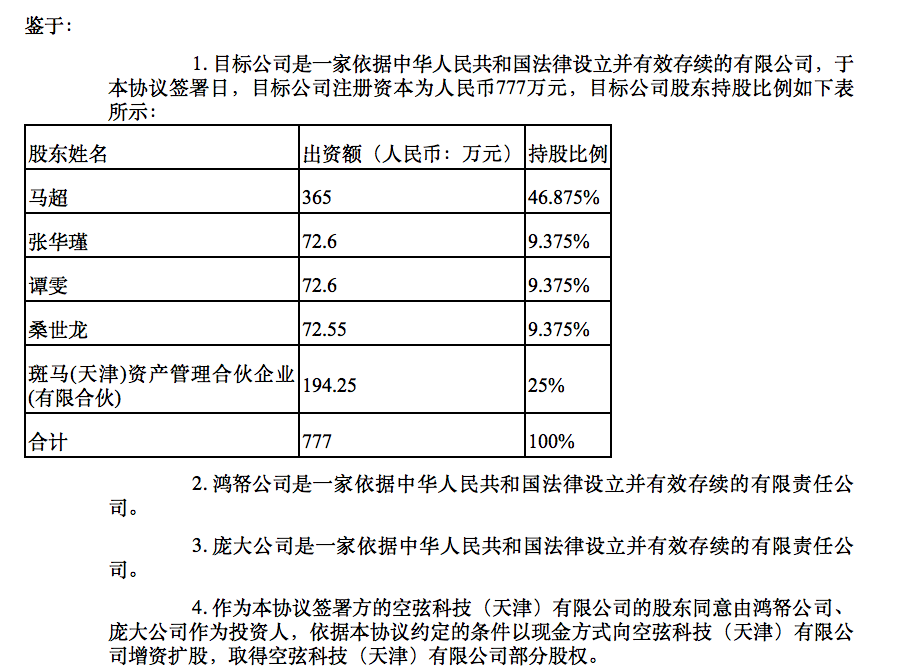 鉴于：
1. 目标公司是一家依据中华人民共和国法律设立并有效存续的有限公司，于
本协议签署日，目标公司注册资本为人民币777万元，目标公司股东持股比例如下表
所示：
股东姓名 出资额（人民币：万元） 持股比例
马超 365 46.875%
张华瑾 72.6 9.375%
谭雯 72.6 9.375%
桑世龙 72.55 9.375%
斑马(天津)资产管理合伙企业
(有限合伙) 194.25 25%
合计 777 100%
2. 鸿帑公司是一家依据中华人民共和国法律设立并有效存续的有限责任公
司。
3. 庞大公司是一家依据中华人民共和国法律设立并有效存续的有限责任公
司。
4. 作为本协议签署方的空弦科技（天津）有限公司的股东同意由鸿帑公司、
庞大公司作为投资人，依据本协议约定的条件以现金方式向空弦科技（天津）有限公
司增资扩股，取得空弦科技（天津）有限公司部分股权。